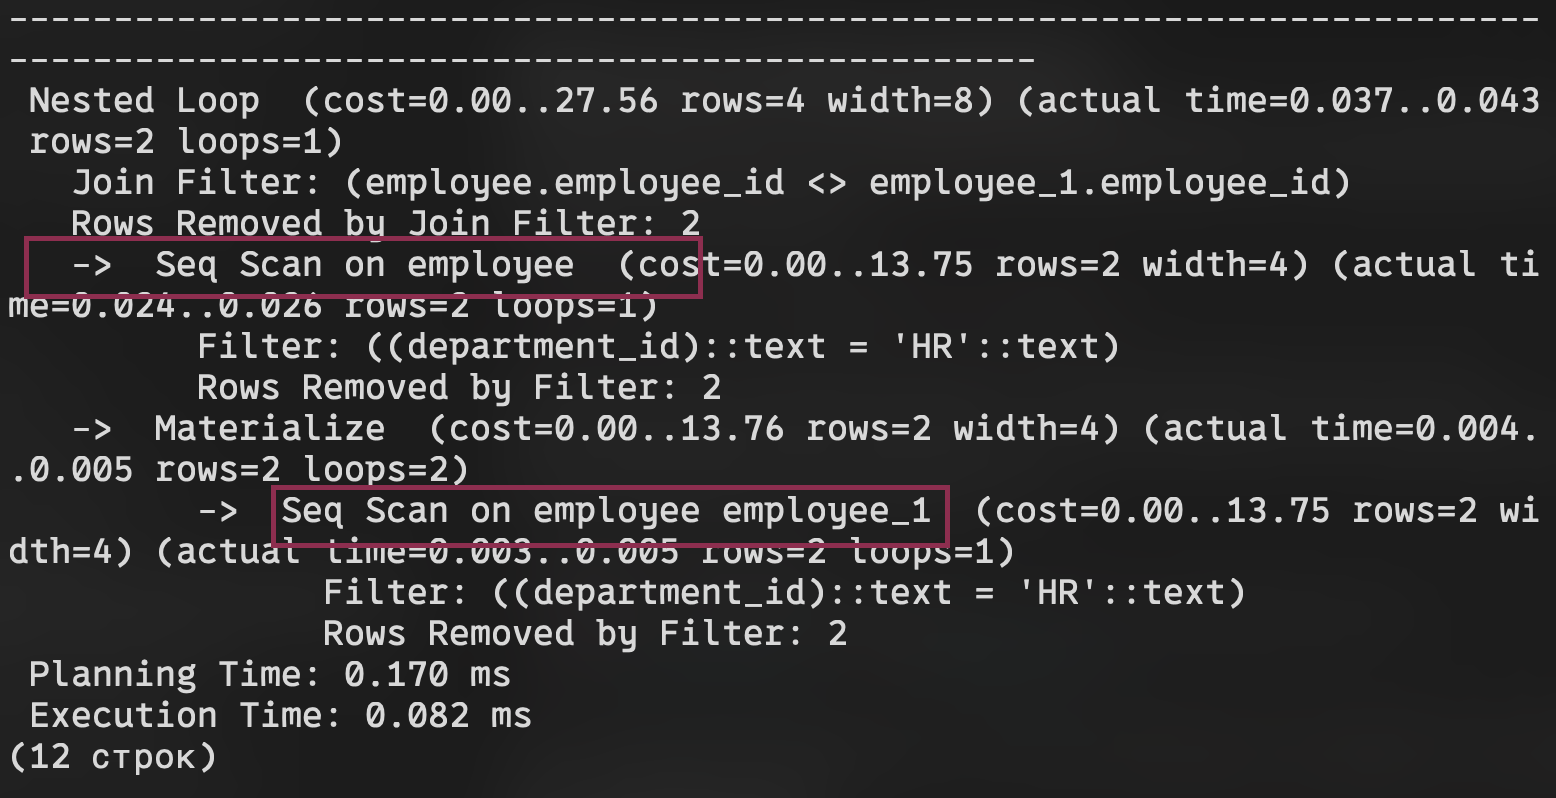 --------------------------------------------------------------------------
-------------------------------------------------
Nested Loop  (cost=0.00..27.56 rows=4 width=8) (actual time=0.037..0.043
rows=2 loops=1)
Join Filter: (employee.employee_id <> employee_1.employee_id)
Rows Removed by Join Filter: 2
->  Seq Scan on employee  (cost=0.00..13.75 rows=2 width=4) (actual ti
me=0.024..0.026 rows=2 loops=1)
Filter: ((department_id)::text = 'HR'::text)
Rows Removed by Filter: 2
->  Materialize  (cost=0.00..13.76 rows=2 width=4) (actual time=0.004.
.0.005 rows=2 loops=2)
->  Seq Scan on employee employee_1  (cost=0.00..13.75 rows=2 wi
dth=4) (actual time=0.003..0.005 rows=2 loops=1)
Filter: ((department_id)::text = 'HR'::text)
Rows Removed by Filter: 2
Planning Time: 0.170 ms
Execution Time: 0.082 ms
(12 строк)